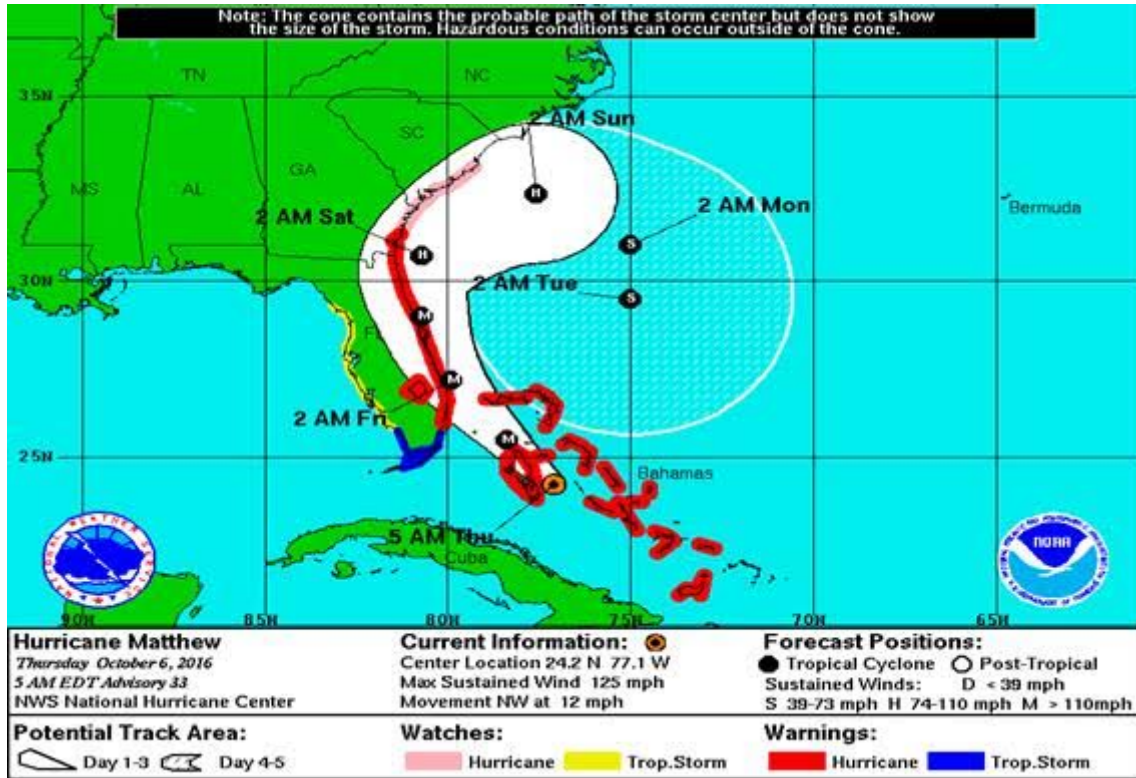 Note: The cone contains the probable path of the storm center but does not show
the size of the storm. Hazardous conditions can occur outside of the cone.
TN
NC
35N
2 AM Sun
SC
GA
MS
AL
2 AM Sat
2 AM Mon
Bermuda
H
H
S
30N
2 AM Tue
S
M
FL
M
2 AM Fri
M
25N
Bahamas
5 AM Thu
Cuba
NOAA
90W
85W
80W
75W
70W
65W
Hurricane Matthew
Thursday October 6, 2016
5 AM EDT Advisory 33
NWS National Hurricane Center
Current Information:
Center Location 24.2 N 77.1 W
Max Sustained Wind 125 mph
Movement NW at 12 mph
Forecast Positions:
Tropical Cyclone Post-Tropical
Sustained Winds: D < 39 mph
S 39-73 mph H 74-110 mph M > 110mph
Potential Track Area:
Day 1-3 Day 4-5
Watches:
Hurricane Trop.Storm
Warnings:
Hurricane Trop.Storm